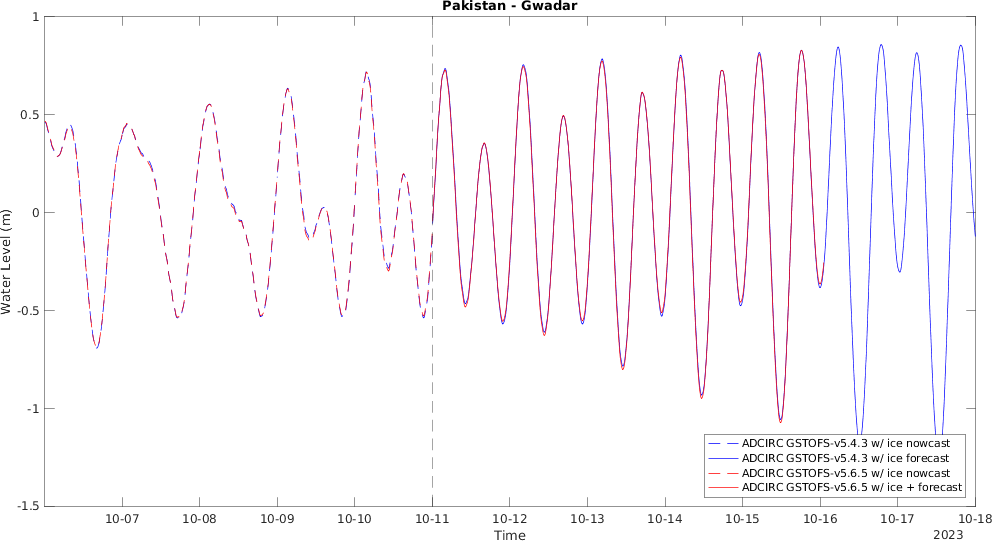 Pakistan - Gwadar
1
0.5
0
-0.5
-1
-1.5
Water Level (m)
10-07 10-08 10-09 10-10 10-11 10-12 10-13 10-14 10-15 10-16 10-17 10-18
Time
2023
ADCIRC GSTOFS-v5.4.3 w/ ice nowcast
ADCIRC GSTOFS-v5.4.3 w/ ice forecast
ADCIRC GSTOFS-v5.6.5 w/ ice nowcast
ADCIRC GSTOFS-v5.6.5 w/ ice + forecast